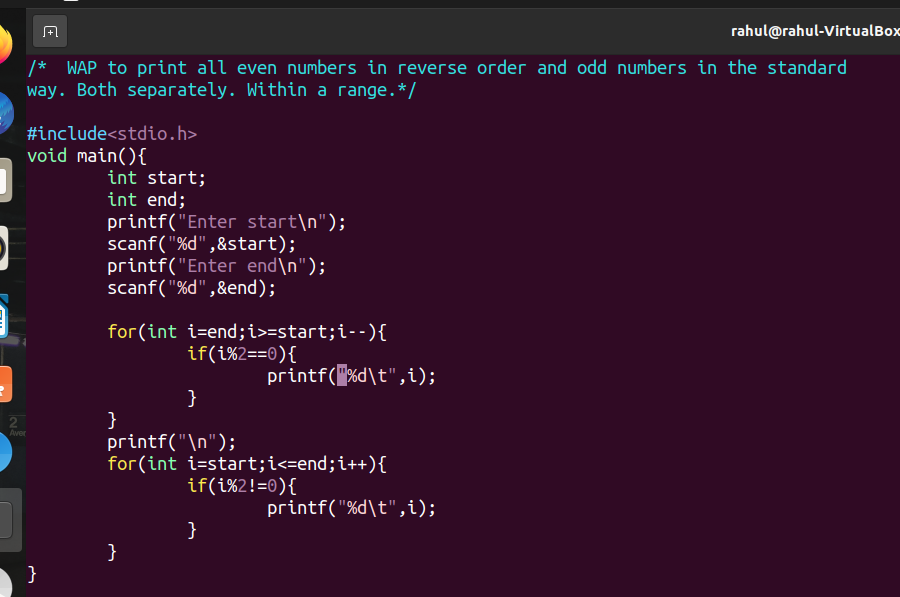 rahul@rahul-VirtualBox
/*  WAP to print all even numbers in reverse order and odd numbers in the standard
way. Both separately. Within a range.*/
#include<stdio.h>
void main(){
        int start;
        int end;
        printf("Enter start\n");
        scanf("%d",&start);
        printf("Enter end\n");
        scanf("%d",&end);
        for(int i=end;i>=start;i--){
                if(i%2==0){
                        printf("%d\t",i);
                }
        }
        printf("\n");
        for(int i=start;i<=end;i++){
                if(i%2!=0){
                        printf("%d\t",i);
                }
        }
}